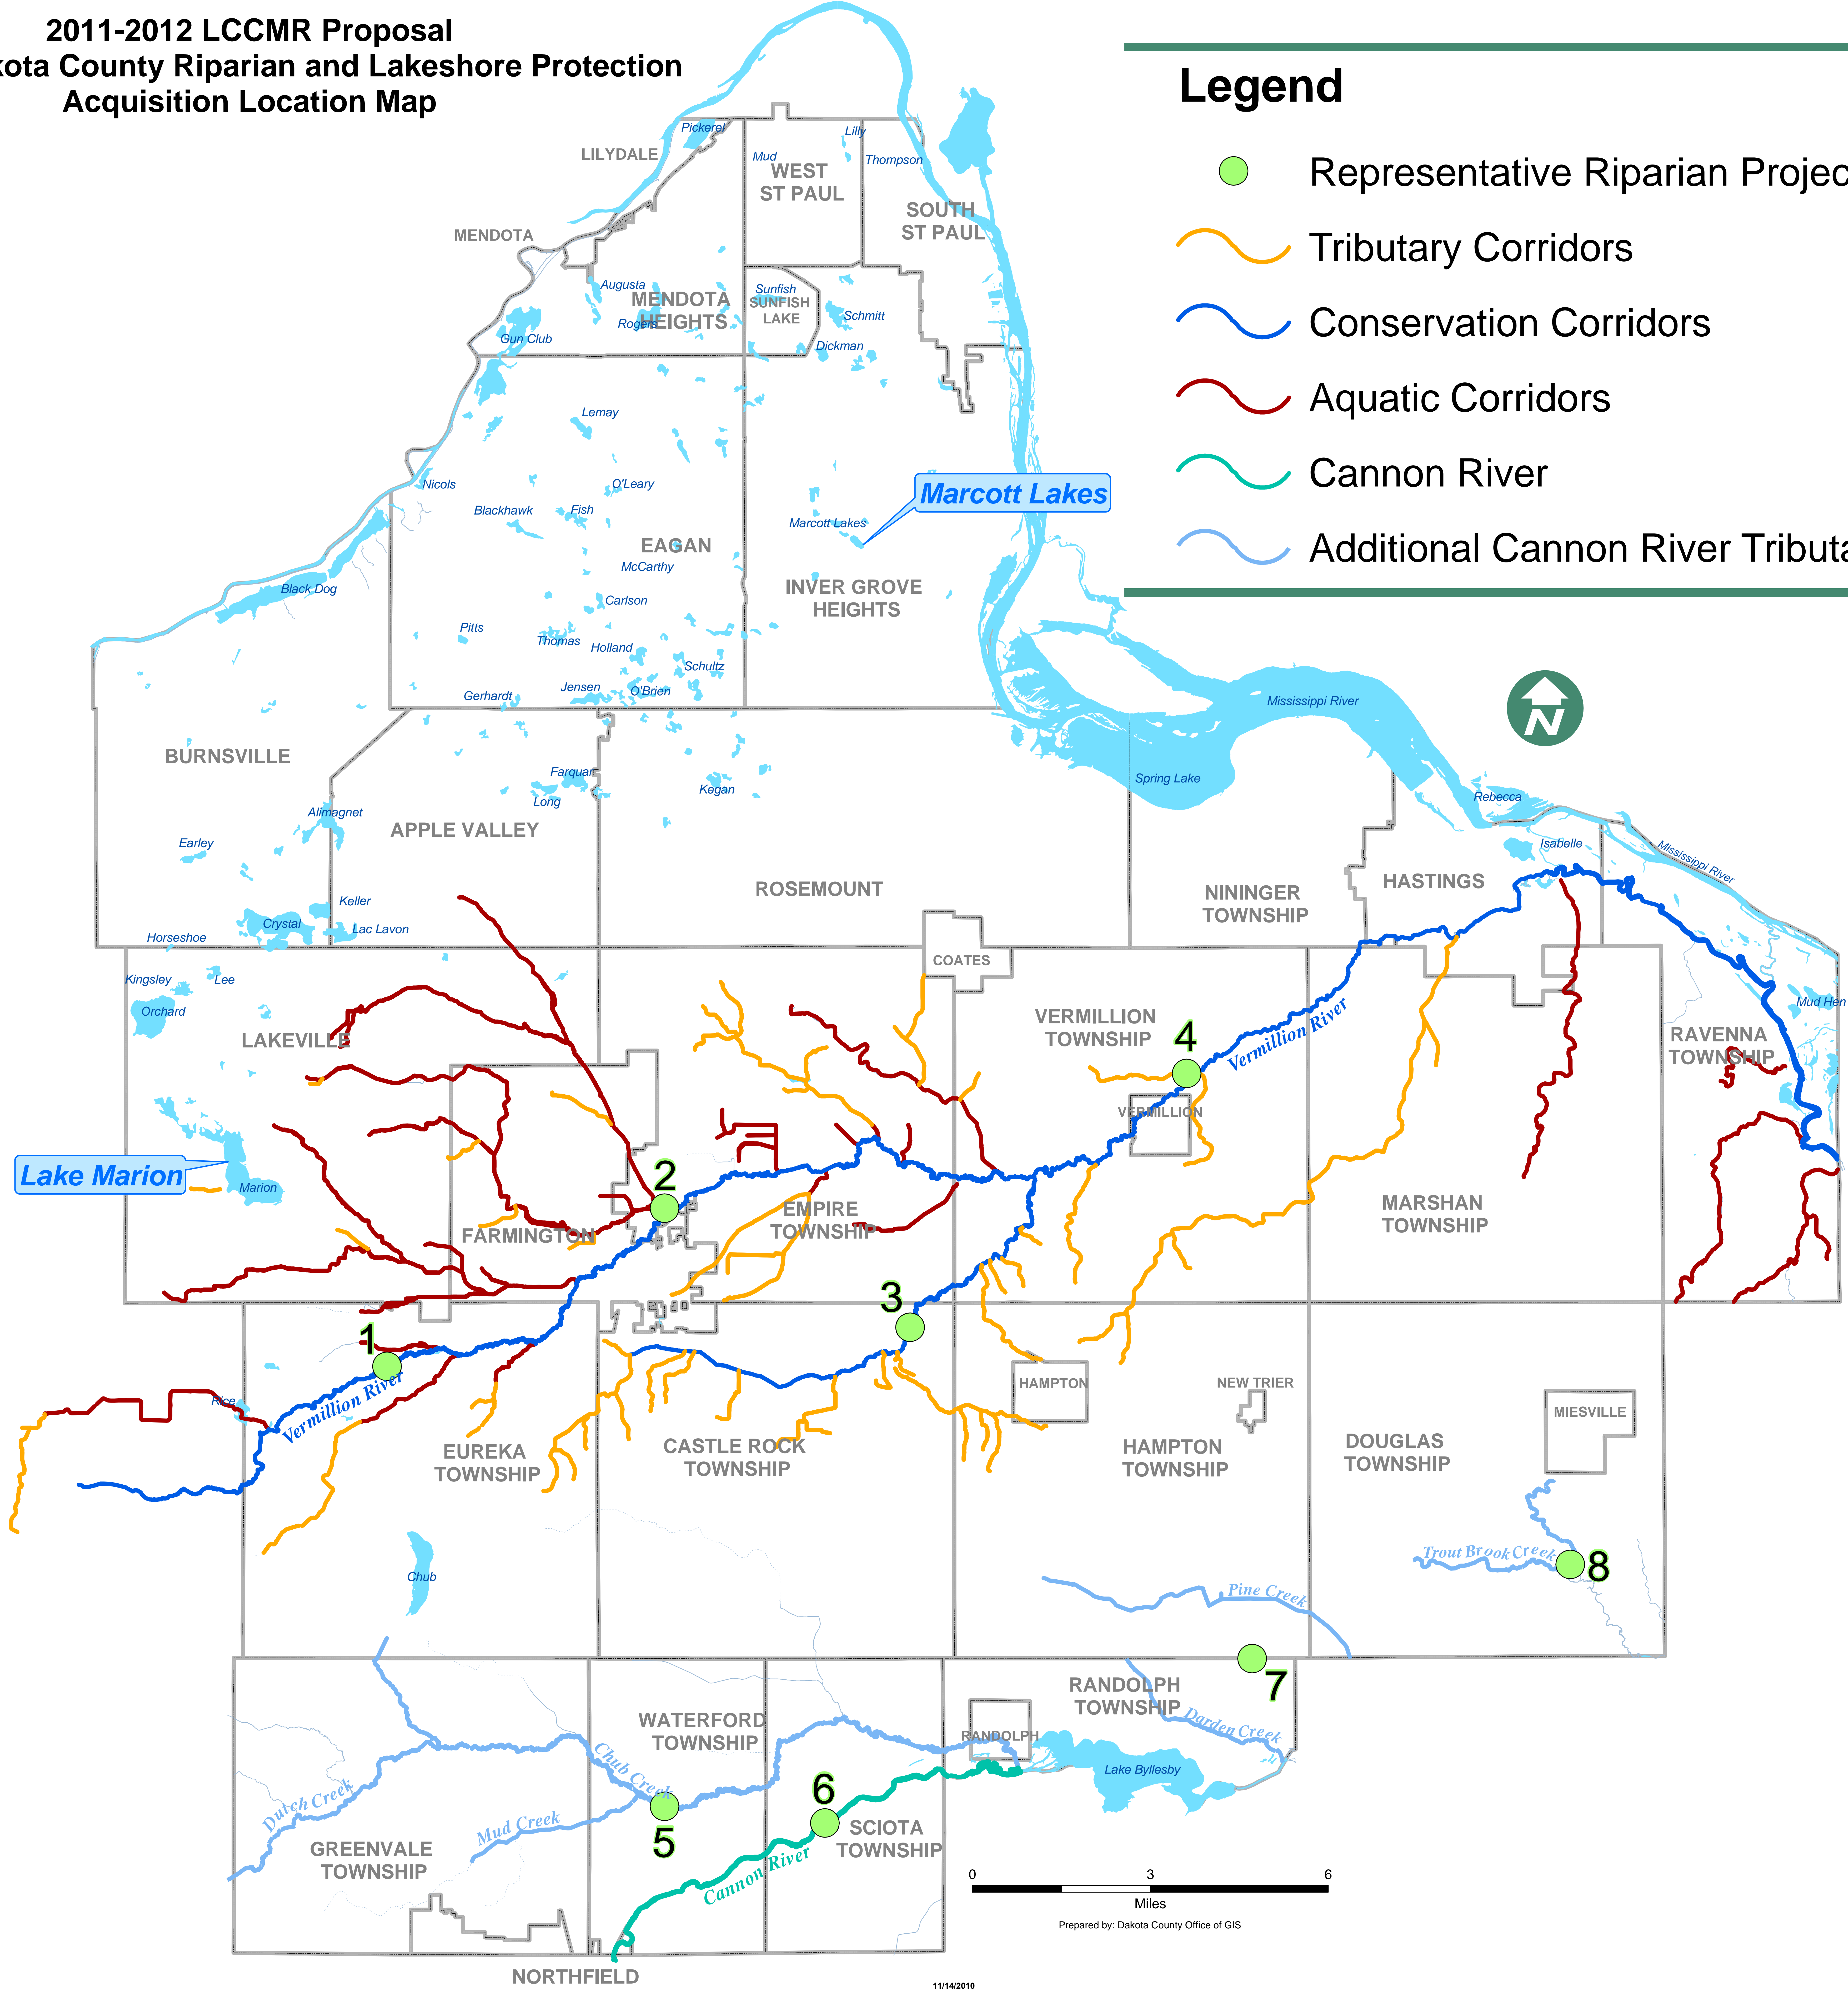 2011-2012 LCCMR Proposal
kota County Riparian and Lakeshore Protection
Acquisition Location Map
Legend
Representative Riparian Projec
Tributary Corridors
Conservation Corridors
Aquatic Corridors
Cannon River
Additional Cannon River Tributa
Pickerel
LILYDALE
Mud
Lilly
Thompson
WEST
ST PAUL
SOUTH
ST PAUL
MENDOTA
Augusta
MENDOTA
HEIGHTS
Rogers
Gun Club
Sunfish
SUNFISH
LAKE
Schmitt
Dickman
Lemay
Nicols
O'Leary
Blackhawk
Fish
EAGAN
McCarthy
Marcott Lakes
Marcott Lakes
INVER GROVE
HEIGHTS
Black Dog
Carlson
Pitts
Thomas
Holland
Schultz
Jensen
O'Brien
Gerhardt
Mississippi River
N
BURNSVILLE
Farquar
Long
Kegan
Spring Lake
Rebecca
Alimagnet
APPLE VALLEY
Earley
Isabelle
Mississippi River
ROSEMOUNT
NININGER
TOWNSHIP
HASTINGS
Keller
Crystal
Lac Lavon
Horseshoe
COATES
Kingsley
Lee
Orchard
LAKEVILLE
VERMILLION
TOWNSHIP
4
Vermillion River
Mud Hen
RAVENNA
TOWNSHIP
VERMILLION
Lake Marion
Marion
2
FARMINGTON
EMPIRE
TOWNSHIP
MARSHAN
TOWNSHIP
3
1
Vermillion River
Rice
HAMPTON
NEW TRIER
MIESVILLE
EUREKA
TOWNSHIP
CASTLE ROCK
TOWNSHIP
HAMPTON
TOWNSHIP
DOUGLAS
TOWNSHIP
Trout Brook Creek
8
Chub
Pine Creek
7
RANDOLPH
TOWNSHIP
WATERFORD
TOWNSHIP
RANDOLPH
Darden Creek
Chub Creek
Lake Byllesby
Dutch Creek
Mud Creek
5
6
SCIOTA
TOWNSHIP
GREENVALE
TOWNSHIP
Cannon River
0 3 6
Miles
Prepared by: Dakota County Office of GIS
NORTHFIELD
11/14/2010